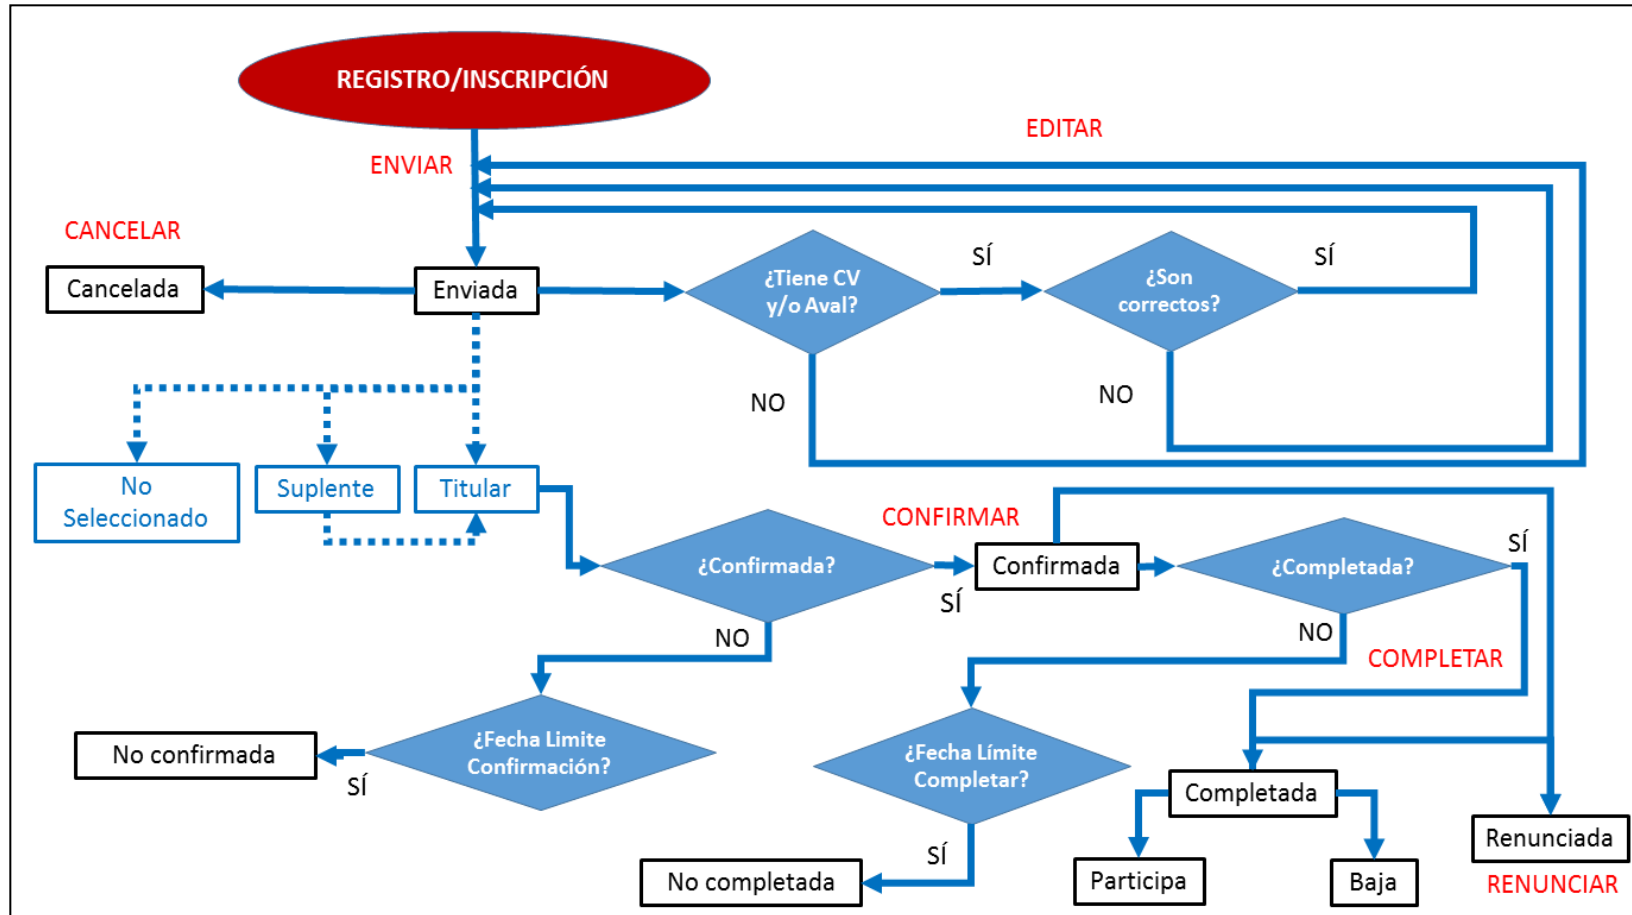 REGISTRO/INSCRIPCIÓN
EDITAR
ENVIAR
CANCELAR
Cancelada
Enviada
¿Tiene CV
y/o Aval?
SÍ
¿Son
correctos?
SÍ
NO
NO
No
Seleccionado
Suplente
Titular
¿Confirmada?
CONFIRMAR
SÍ
Confirmada
¿Completada?
SÍ
NO
NO
COMPLETAR
¿Fecha Limite
Confirmación?
SÍ
No confirmada
¿Fecha Límite
Completar?
SÍ
No completada
Completada
Participa
Baja
Renunciada
RENUNCIAR